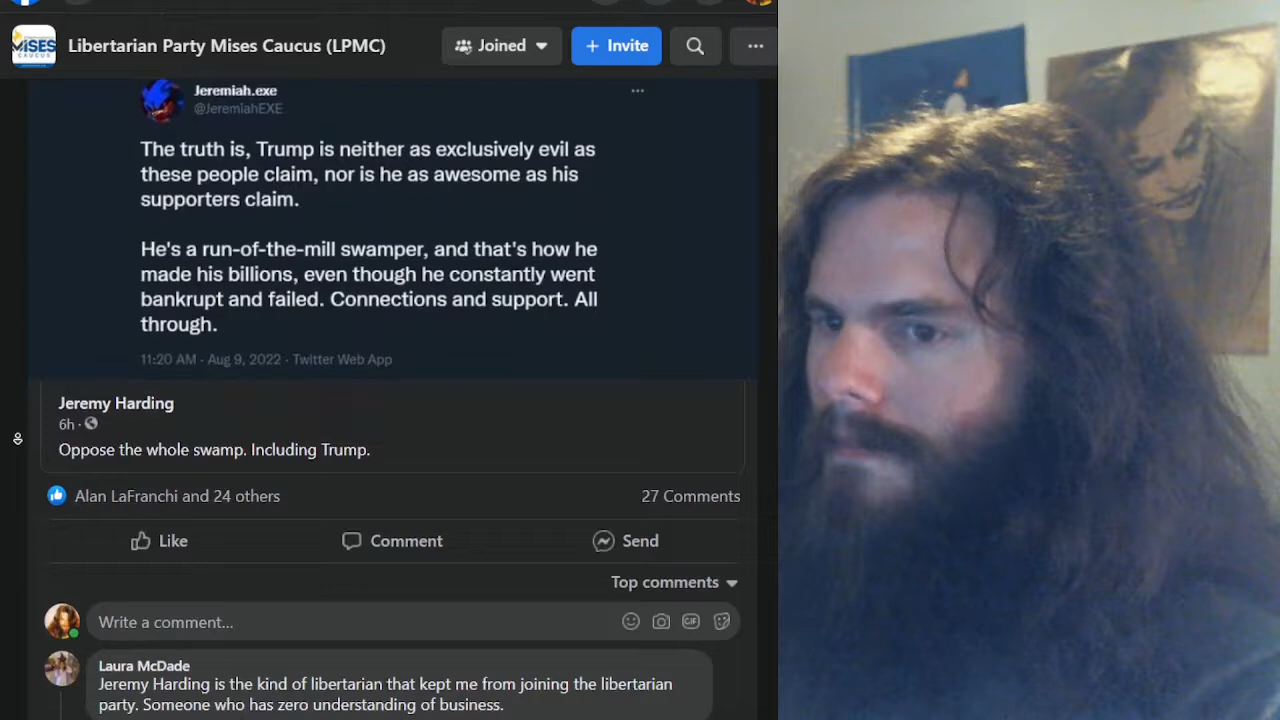 MISES
CAUCUS
Libertarian Party Mises Caucus (LPMC)
Joined
+ Invite
Jeremiah.exe
@JeremiahEXE
The truth is, Trump is neither as exclusively evil as
these people claim, nor is he as awesome as his
supporters claim.
He's a run-of-the-mill swamper, and that's how he
made his billions, even though he constantly went
bankrupt and failed. Connections and support. All
through.
11:20 AM · Aug 9, 2022 · Twitter Web App
Jeremy Harding
6h ·
Oppose the whole swamp. Including Trump.
Alan LaFranchi and 24 others
27 Comments
Like
Comment
Send
Top comments
Write a comment...
GIF
Laura McDade
Jeremy Harding is the kind of libertarian that kept me from joining the libertarian
party. Someone who has zero understanding of business.